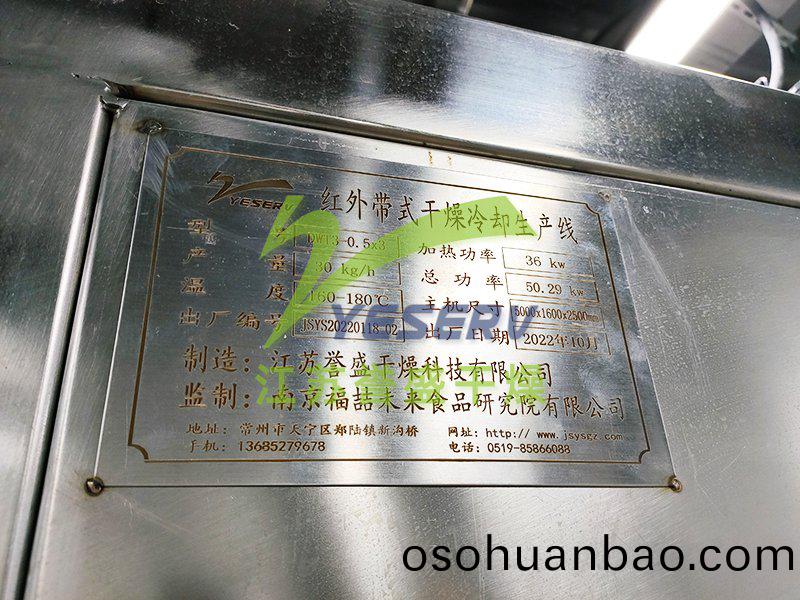 YESERV 红外带式干燥冷却生产线
型号 DWT3-0.5x3 加热功率 36 kw
产量 30 kg/h 总功率 50.29 kw
温度 160-180℃ 主机尺寸 5000x1600x2500mm
出厂编号 JSYS20220118-02 出厂日期 2022年10月
YESERV
制造：江苏誉盛干燥科技有限公司
江苏誉盛干燥
监制：南京福喆未来食品研究院有限公司
地址：常州市天宁区郑陆镇新沟桥 网址：http:// www.jsysgz.com
手机：13685279678 电话：0519-85866088
osohuanbao.com